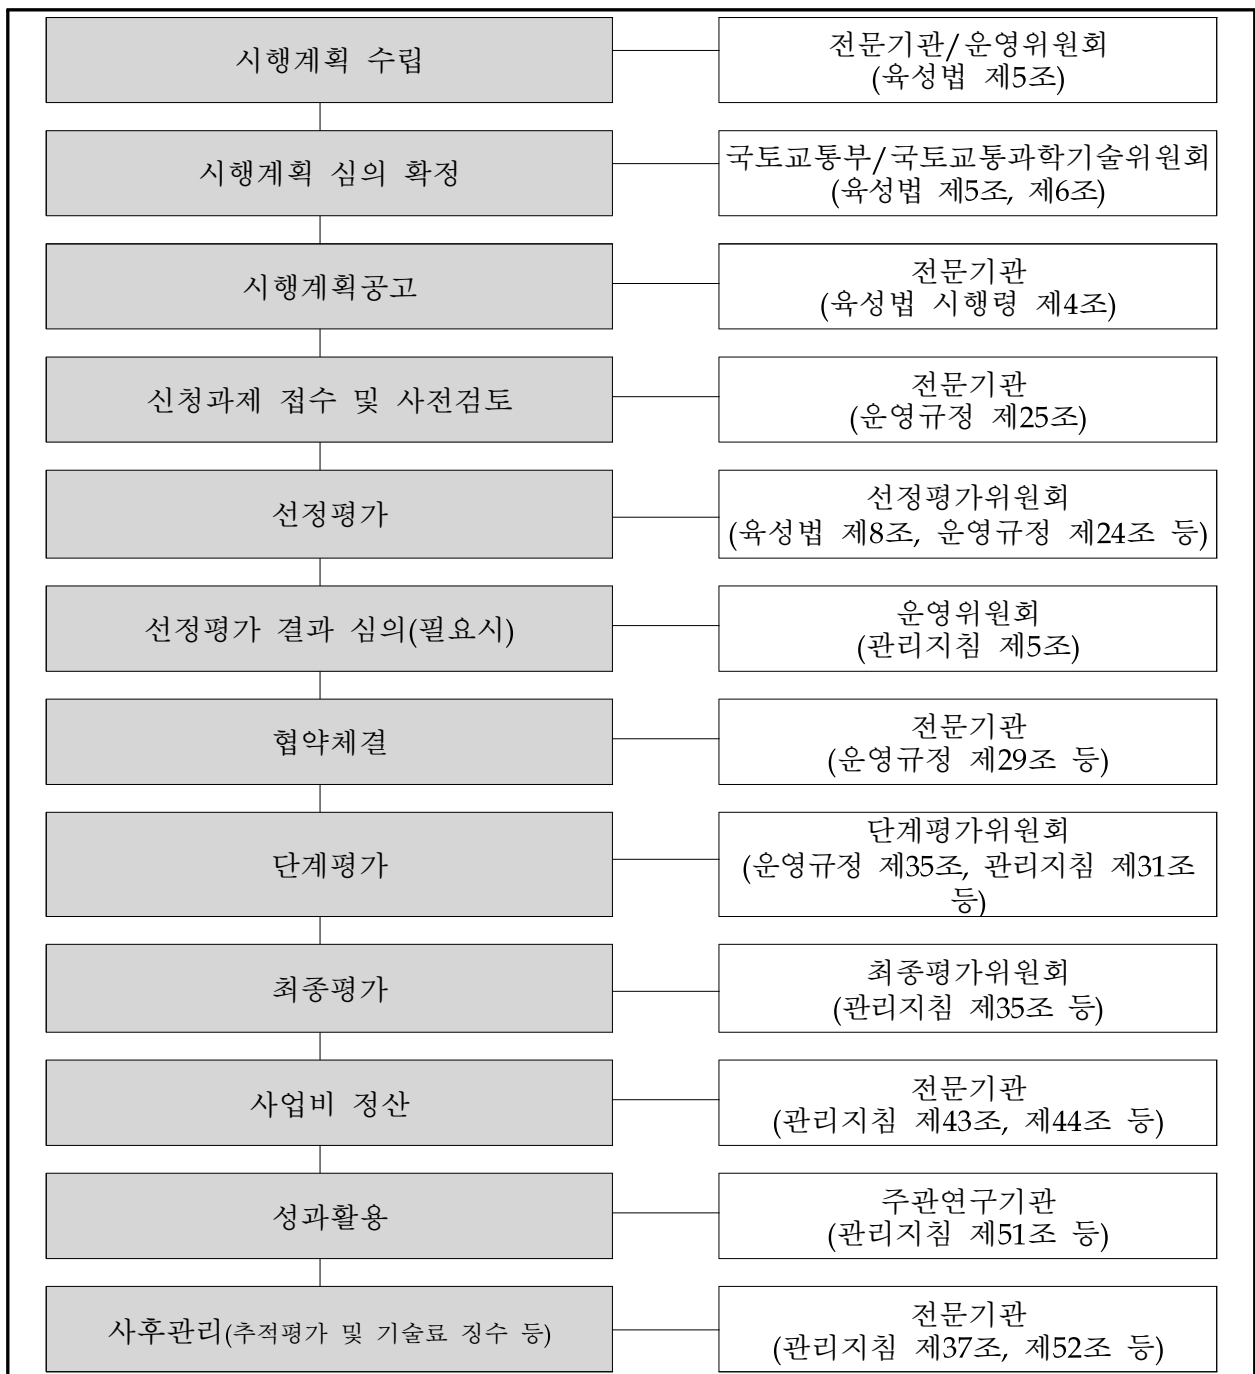 시행계획 수립
전문기관/운영위원회
(육성법 제5조)
시행계획 심의 확정
국토교통부/국토교통과학기술위원회
(육성법 제5조, 제6조)
시행계획공고
전문기관
(육성법 시행령 제4조)
신청과제 접수 및 사전검토
전문기관
(운영규정 제25조)
선정평가
선정평가위원회
(육성법 제8조, 운영규정 제24조 등)
선정평가 결과 심의(필요시)
운영위원회
(관리지침 제5조)
협약체결
전문기관
(운영규정 제29조 등)
단계평가
단계평가위원회
(운영규정 제35조, 관리지침 제31조
등)
최종평가
최종평가위원회
(관리지침 제35조 등)
사업비 정산
전문기관
(관리지침 제43조, 제44조 등)
성과활용
주관연구기관
(관리지침 제51조 등)
사후관리(추적평가 및 기술료 징수 등)
전문기관
(관리지침 제37조, 제52조 등)